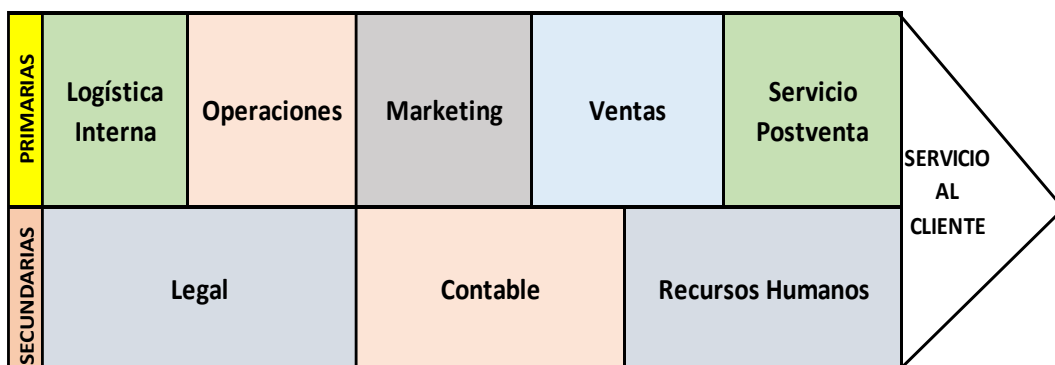 PRIMARIAS
Logística
Interna
Operaciones
Marketing
Ventas
Servicio
Postventa
SERVICIO
AL
CLIENTE
SECUNDARIAS
Legal
Contable
Recursos Humanos